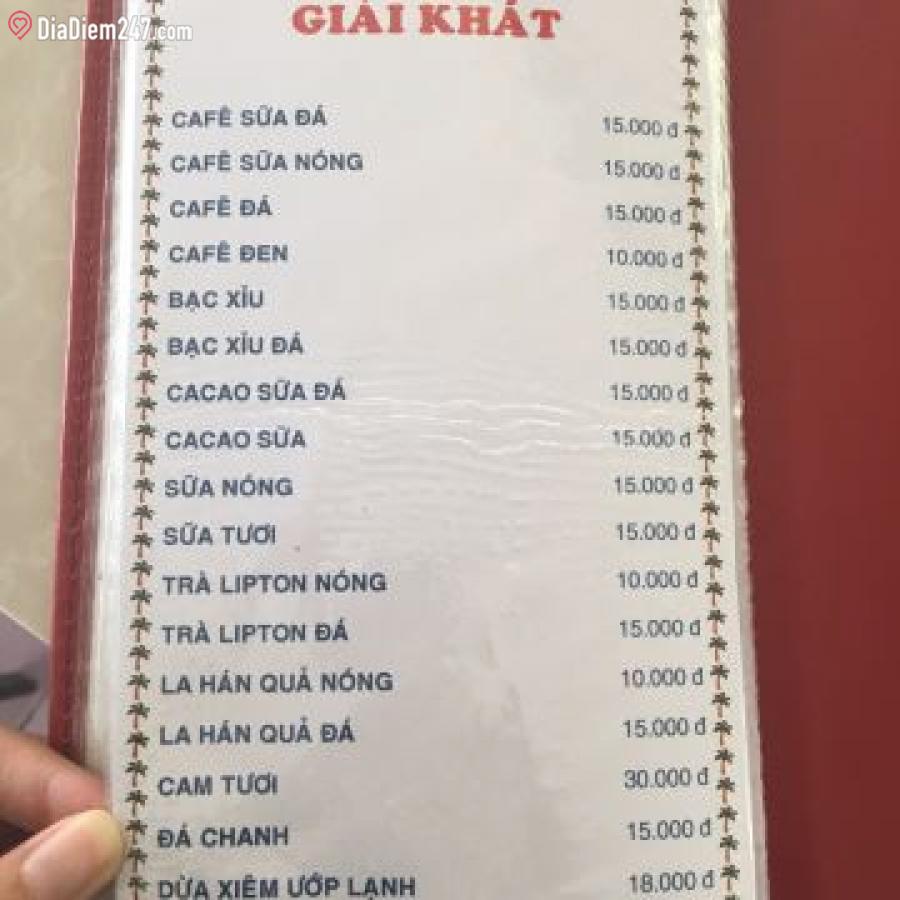 DiaDiem247.com
GIẢI KHÁT
CAFÊ SỮA ĐÁ 15.000 đ
CAFÊ SỮA NÓNG 15.000 đ
CAFÊ ĐÁ 15.000 đ
CAFÊ ĐEN 10.000 đ
BẠC XỈU 15.000 đ
BẠC XỈU ĐÁ 15.000 đ
CACAO SỮA ĐÁ 15.000 đ
CACAO SỮA 15.000 đ
SỮA NÓNG 15.000 đ
SỮA TƯƠI 15.000 đ
TRÀ LIPTON NÓNG 10.000 đ
TRÀ LIPTON ĐÁ 15.000 đ
LA HÁN QUẢ NÓNG 10.000 đ
LA HÁN QUẢ ĐÁ 15.000 đ
CAM TƯƠI 30.000 đ
ĐÁ CHANH 15.000 đ
DỪA XIÊM ƯỚP LẠNH 18.000 đ